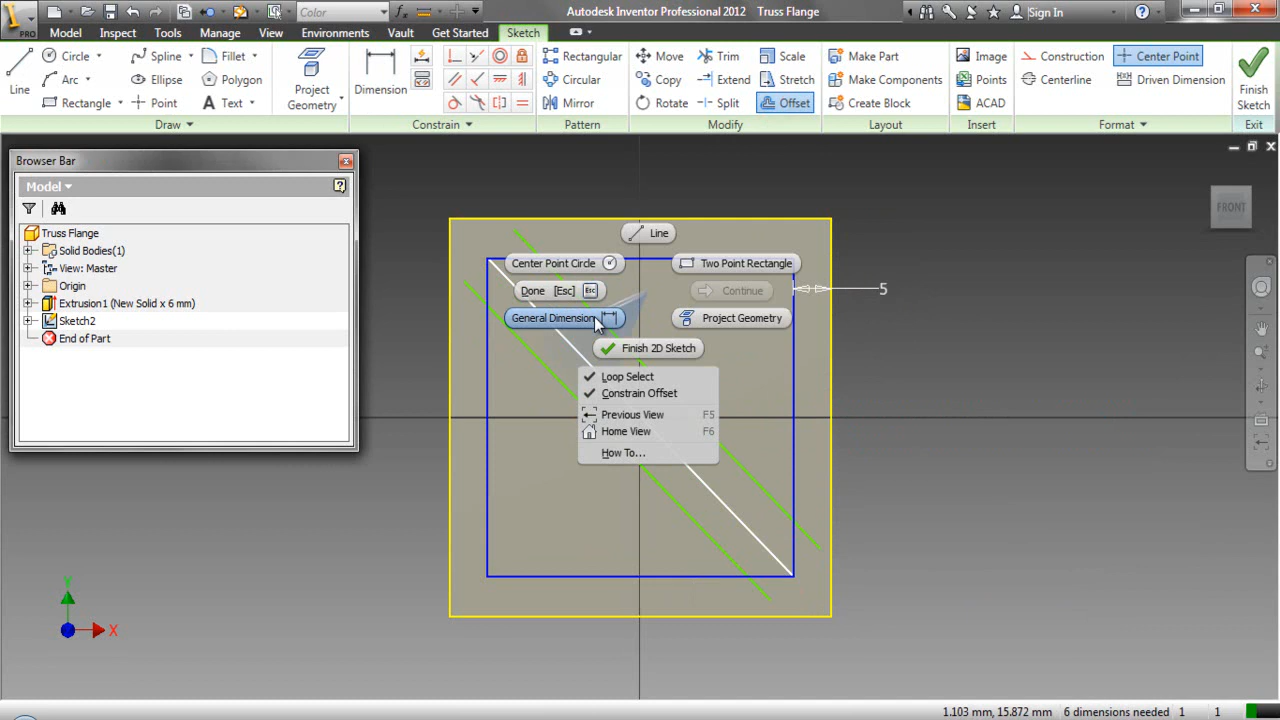 PRO
Color
Autodesk Inventor Professional 2012 Truss Flange
Sign In
Model Inspect Tools Manage View Environments Vault Get Started Sketch
Line
Circle Spline Fillet
Arc Ellipse Polygon
Rectangle Point Text
Project
Geometry
Draw
Dimension
Constrain
Rectangular
Circular
Mirror
Pattern
Move Trim Scale
Copy Extend Stretch
Rotate Split Offset
Modify
Make Part
Make Components
Create Block
Layout
Image
Points
ACAD
Insert
Construction Center Point
Centerline Driven Dimension
Format
Finish
Sketch
Exit
Browser Bar
Model
Truss Flange
Solid Bodies(1)
View: Master
Origin
Extrusion1 (New Solid x 6 mm)
Sketch2
End of Part
Line
Center Point Circle
Two Point Rectangle
Done [Esc] Esc
Continue
General Dimension
Project Geometry
Finish 2D Sketch
Loop Select
Constrain Offset
Previous View F5
Home View F6
How To...
5
FRONT
Y
X
1.103 mm, 15.872 mm 6 dimensions needed 1 1